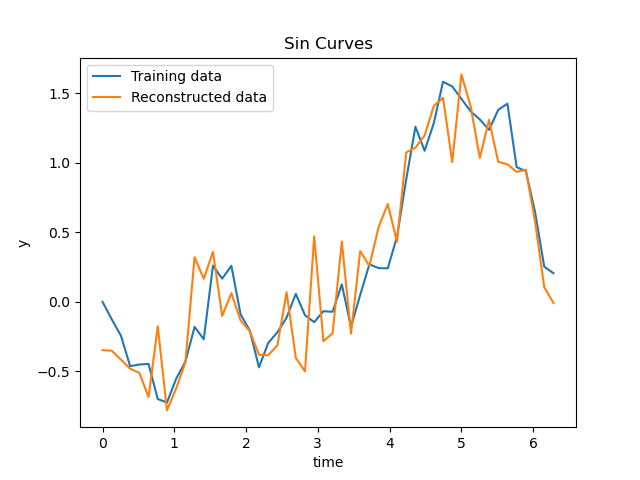 Sin Curves
Training data
Reconstructed data
y
1.5
1.0
0.5
0.0
−0.5
0 1 2 3 4 5 6
time